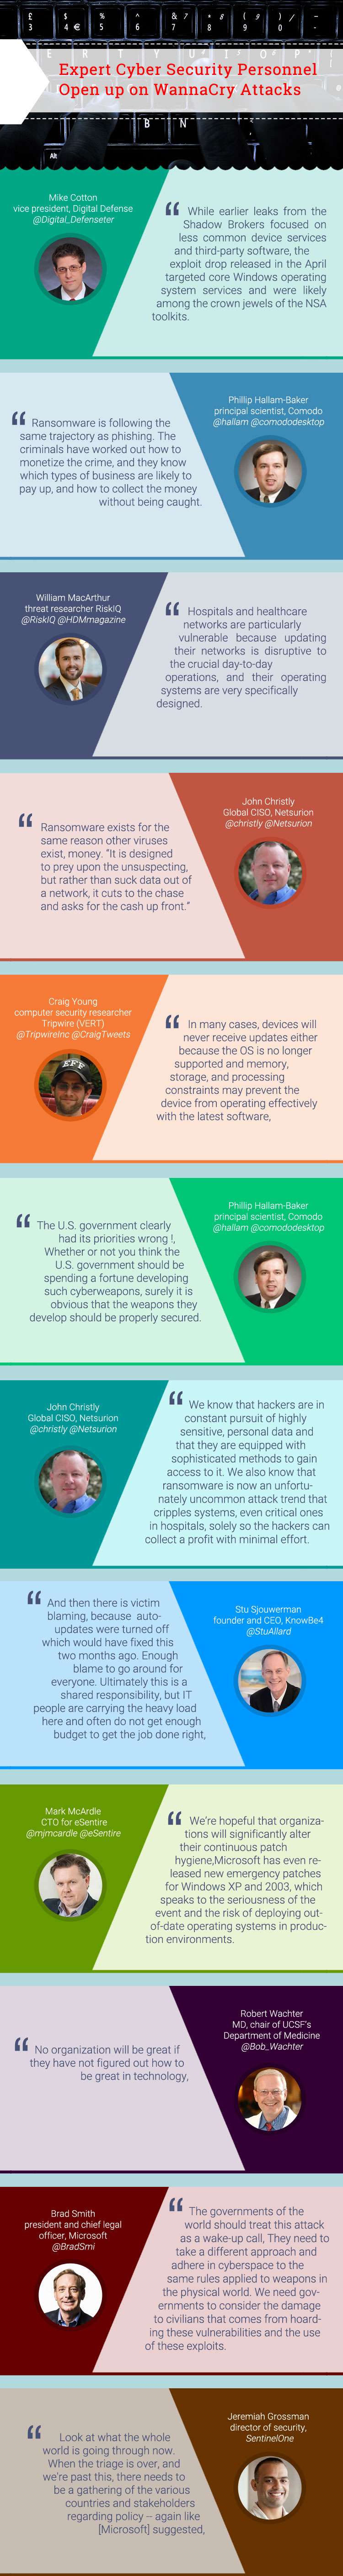 £ $ % ^ & 7 * 8 ( 9 ) / _
3 4 € 5 6 7 8 9 0 -
E R T Y U I O P
Expert Cyber Security Personnel
Open up on WannaCry Attacks
B N
Alt
Mike Cotton
vice president, Digital Defense
@Digital_Defenseter
“ While earlier leaks from the
Shadow Brokers focused on
less common device services
and third-party software, the
exploit drop released in the April
targeted core Windows operating
system services and were likely
among the crown jewels of the NSA
toolkits.
Phillip Hallam-Baker
principal scientist, Comodo
@hallam @comododesktop
“ Ransomware is following the
same trajectory as phishing. The
criminals have worked out how to
monetize the crime, and they know
which types of business are likely to
pay up, and how to collect the money
without being caught.
William MacArthur
threat researcher RiskIQ
@RiskIQ @HDMmagazine
“ Hospitals and healthcare
networks are particularly
vulnerable because updating
their networks is disruptive to
the crucial day-to-day
operations, and their operating
systems are very specifically
designed.
John Christly
Global CISO, Netsurion
@christly @Netsurion
“ Ransomware exists for the
same reason other viruses
exist, money. “It is designed
to prey upon the unsuspecting,
but rather than suck data out of
a network, it cuts to the chase
and asks for the cash up front.”
Craig Young
computer security researcher
Tripwire (VERT)
@TripwireInc @CraigTweets
EFF
“ In many cases, devices will
never receive updates either
because the OS is no longer
supported and memory,
storage, and processing
constraints may prevent the
device from operating effectively
with the latest software,
Phillip Hallam-Baker
principal scientist, Comodo
@hallam @comododesktop
“ The U.S. government clearly
had its priorities wrong !,
Whether or not you think the
U.S. government should be
spending a fortune developing
such cyberweapons, surely it is
obvious that the weapons they
develop should be properly secured.
John Christly
Global CISO, Netsurion
@christly @Netsurion
“ We know that hackers are in
constant pursuit of highly
sensitive, personal data and
that they are equipped with
sophisticated methods to gain
access to it. We also know that
ransomware is now an unfortu-
nately uncommon attack trend that
cripples systems, even critical ones
in hospitals, solely so the hackers can
collect a profit with minimal effort.
Stu Sjouwerman
founder and CEO, KnowBe4
@StuAllard
“ And then there is victim
blaming, because auto-
updates were turned off
which would have fixed this
two months ago. Enough
blame to go around for
everyone. Ultimately this is a
shared responsibility, but IT
people are carrying the heavy load
here and often do not get enough
budget to get the job done right,
Mark McArdle
CTO for eSentire
@mjmcardle @eSentire
“ We're hopeful that organiza-
tions will significantly alter
their continuous patch
hygiene,Microsoft has even re-
leased new emergency patches
for Windows XP and 2003, which
speaks to the seriousness of the
event and the risk of deploying out-
of-date operating systems in produc-
tion environments.
Robert Wachter
MD, chair of UCSF's
Department of Medicine
@Bob_Wachter
“ No organization will be great if
they have not figured out how to
be great in technology,
Brad Smith
president and chief legal
officer, Microsoft
@BradSmi
“ The governments of the
world should treat this attack
as a wake-up call, They need to
take a different approach and
adhere in cyberspace to the
same rules applied to weapons in
the physical world. We need gov-
ernments to consider the damage
to civilians that comes from hoard-
ing these vulnerabilities and the use
of these exploits.
Jeremiah Grossman
director of security,
SentinelOne
“ Look at what the whole
world is going through now.
When the triage is over, and
we're past this, there needs to
be a gathering of the various
countries and stakeholders
regarding policy -- again like
[Microsoft] suggested,